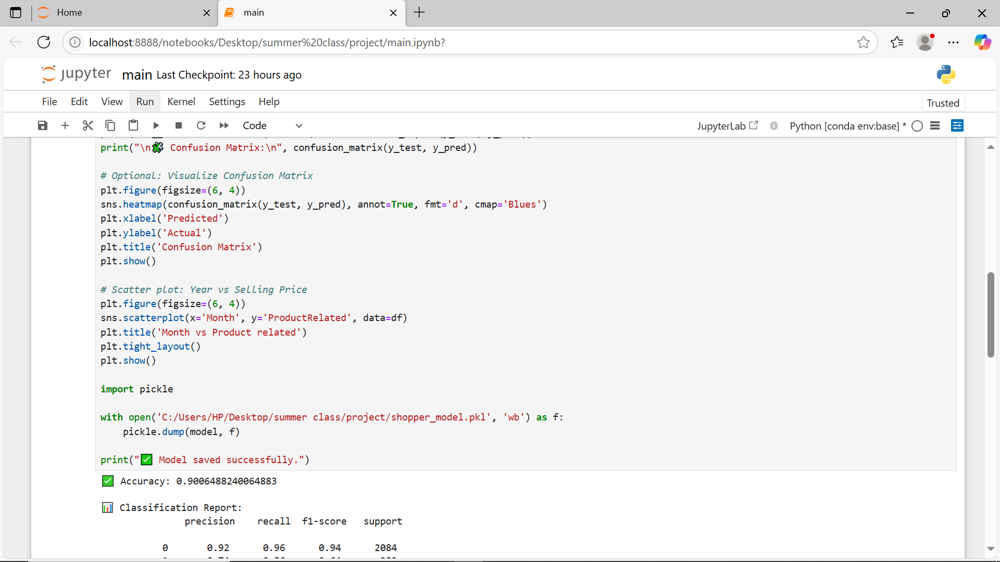 Home
main
localhost:8888/notebooks/Desktop/summer%20class/project/main.ipynb?
jupyter main Last Checkpoint: 23 hours ago
File Edit View Run Kernel Settings Help
Trusted
Code
JupyterLab
Python [conda env:base] *
print("\n🧩 Confusion Matrix:\n", confusion_matrix(y_test, y_pred))
# Optional: Visualize Confusion Matrix
plt.figure(figsize=(6, 4))
sns.heatmap(confusion_matrix(y_test, y_pred), annot=True, fmt='d', cmap='Blues')
plt.xlabel('Predicted')
plt.ylabel('Actual')
plt.title('Confusion Matrix')
plt.show()
# Scatter plot: Year vs Selling Price
plt.figure(figsize=(6, 4))
sns.scatterplot(x='Month', y='ProductRelated', data=df)
plt.title('Month vs Product related')
plt.tight_layout()
plt.show()
import pickle
with open('C:/Users/HP/Desktop/summer class/project/shopper_model.pkl', 'wb') as f:
    pickle.dump(model, f)
print("✅ Model saved successfully.")
✅ Accuracy: 0.9006488240064883
📊 Classification Report:
precision recall f1-score support
0 0.92 0.96 0.94 2084